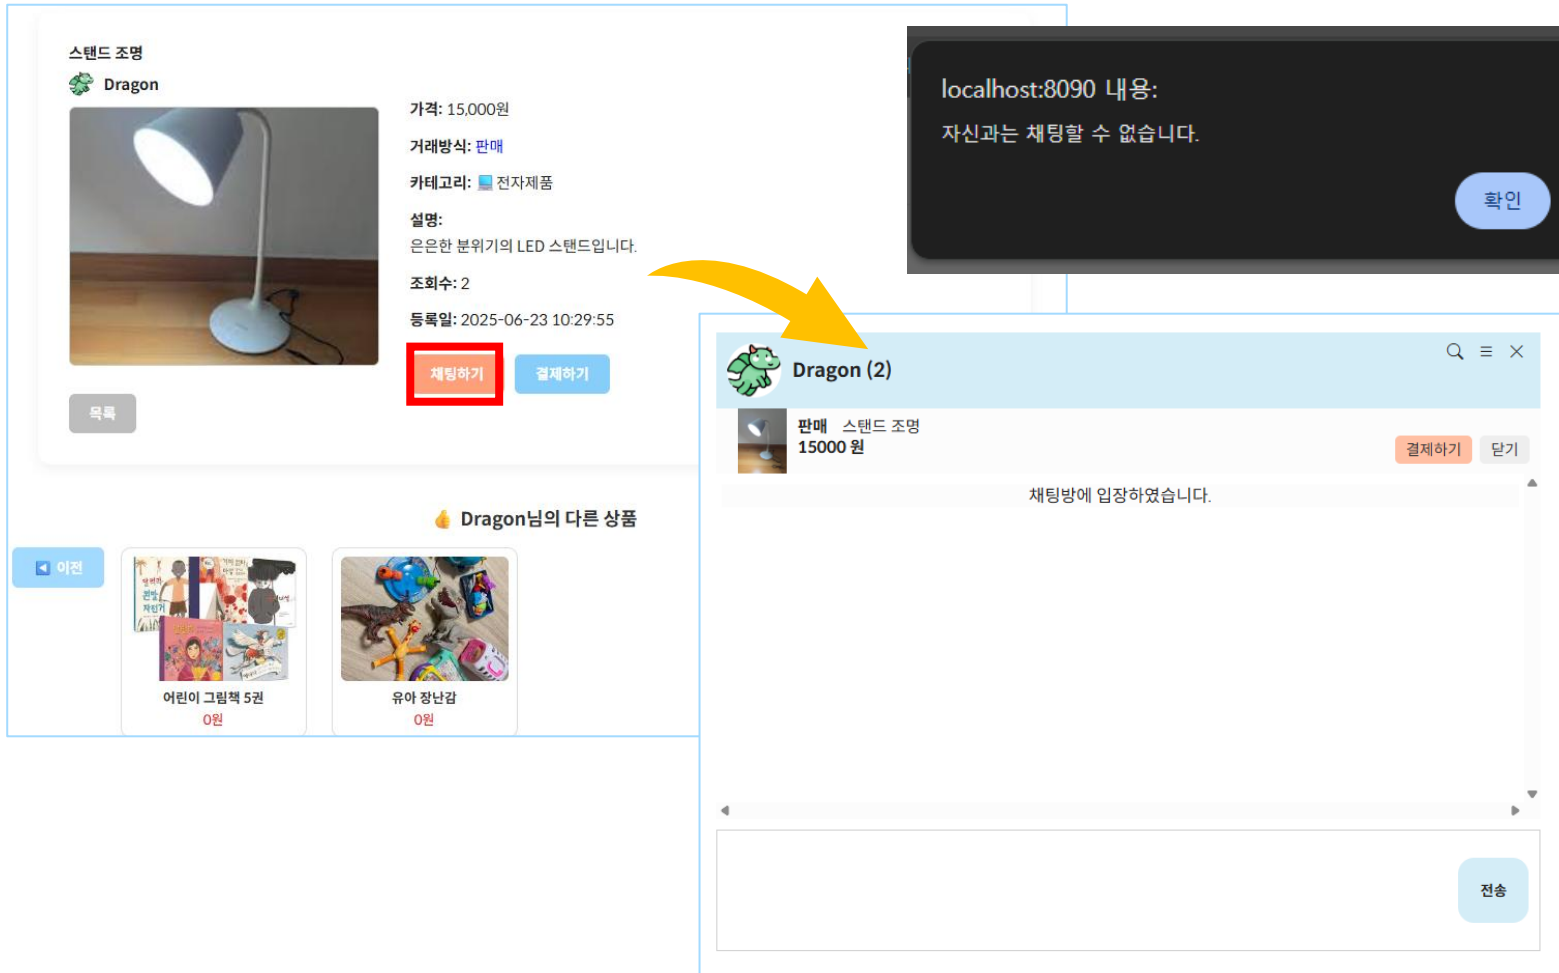 스탠드 조명
Dragon
가격: 15,000원
거래방식: 판매
카테고리: 💻 전자제품
설명:
은은한 분위기의 LED 스탠드입니다.
조회수: 2
등록일: 2025-06-23 10:29:55
채팅하기
결제하기
목록
👍 Dragon님의 다른 상품
◀️ 이전
어린이 그림책 5권
0원
유아 장난감
0원
localhost:8090 내용:
자신과는 채팅할 수 없습니다.
확인
Dragon (2)
판매 스탠드 조명
15000 원
결제하기
닫기
채팅방에 입장하였습니다.
전송